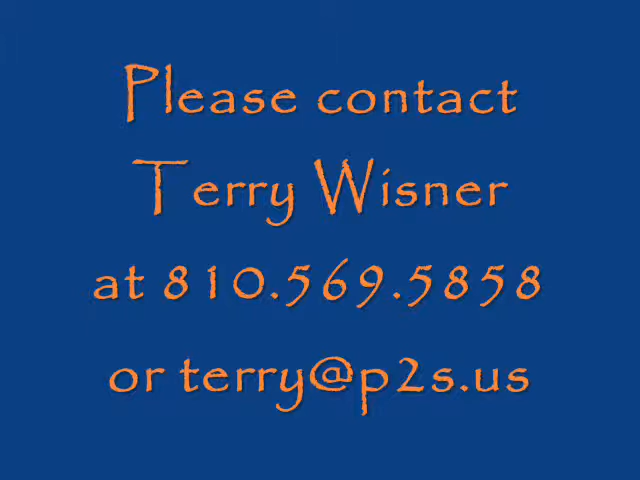 Please contact
Terry Wisner
at 810.569.5858
or terry@p2s.us